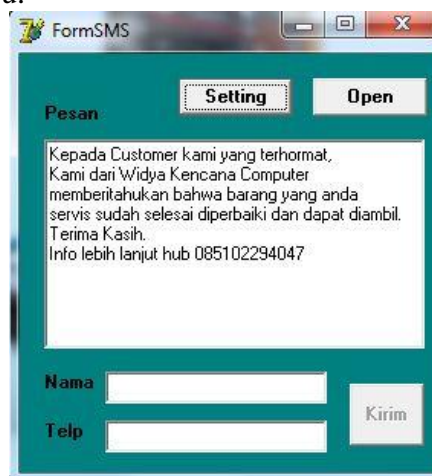 FormSMS
Setting
Open
Pesan
Kepada Customer kami yang terhormat,
Kami dari Widya Kencana Computer
memberitahukan bahwa barang yang anda
servis sudah selesai diperbaiki dan dapat diambil.
Terima Kasih.
Info lebih lanjut hub 085102294047
Nama
Telp
Kirim